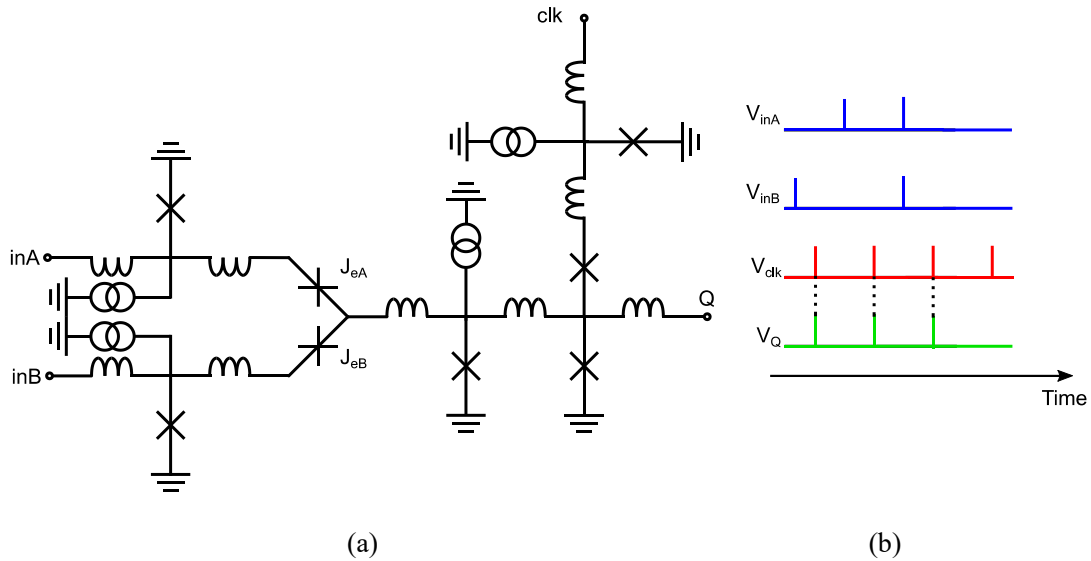 clk
inA
J_eA
Q
J_eB
inB
(a)
V_inA
V_inB
V_clk
V_Q
Time
(b)